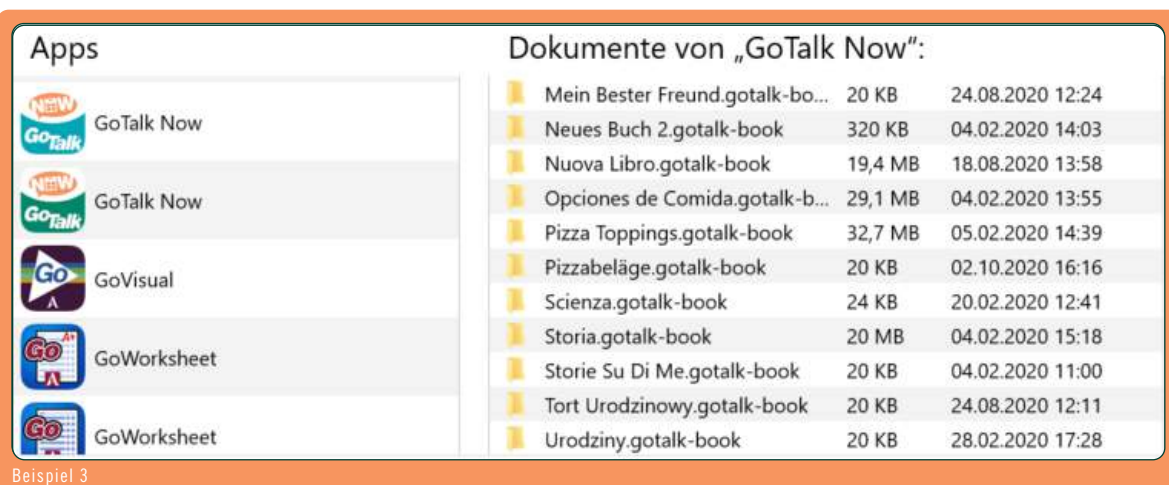 Apps
NOW
GoTalk
GoTalk Now
NOW
GoTalk
GoTalk Now
Go
A
GoVisual
A+
Go
A
GoWorksheet
Go
GoWorksheet
Dokumente von „GoTalk Now“:
Mein Bester Freund.gotalk-bo... 20 KB 24.08.2020 12:24
Neues Buch 2.gotalk-book 320 KB 04.02.2020 14:03
Nuova Libro.gotalk-book 19,4 MB 18.08.2020 13:58
Opciones de Comida.gotalk-b... 29,1 MB 04.02.2020 13:55
Pizza Toppings.gotalk-book 32,7 MB 05.02.2020 14:39
Pizzabeläge.gotalk-book 20 KB 02.10.2020 16:16
Scienza.gotalk-book 24 KB 20.02.2020 12:41
Storia.gotalk-book 20 MB 04.02.2020 15:18
Storie Su Di Me.gotalk-book 20 KB 04.02.2020 11:00
Tort Urodzinowy.gotalk-book 20 KB 24.08.2020 12:11
Urodziny.gotalk-book 20 KB 28.02.2020 17:28
Beispiel 3